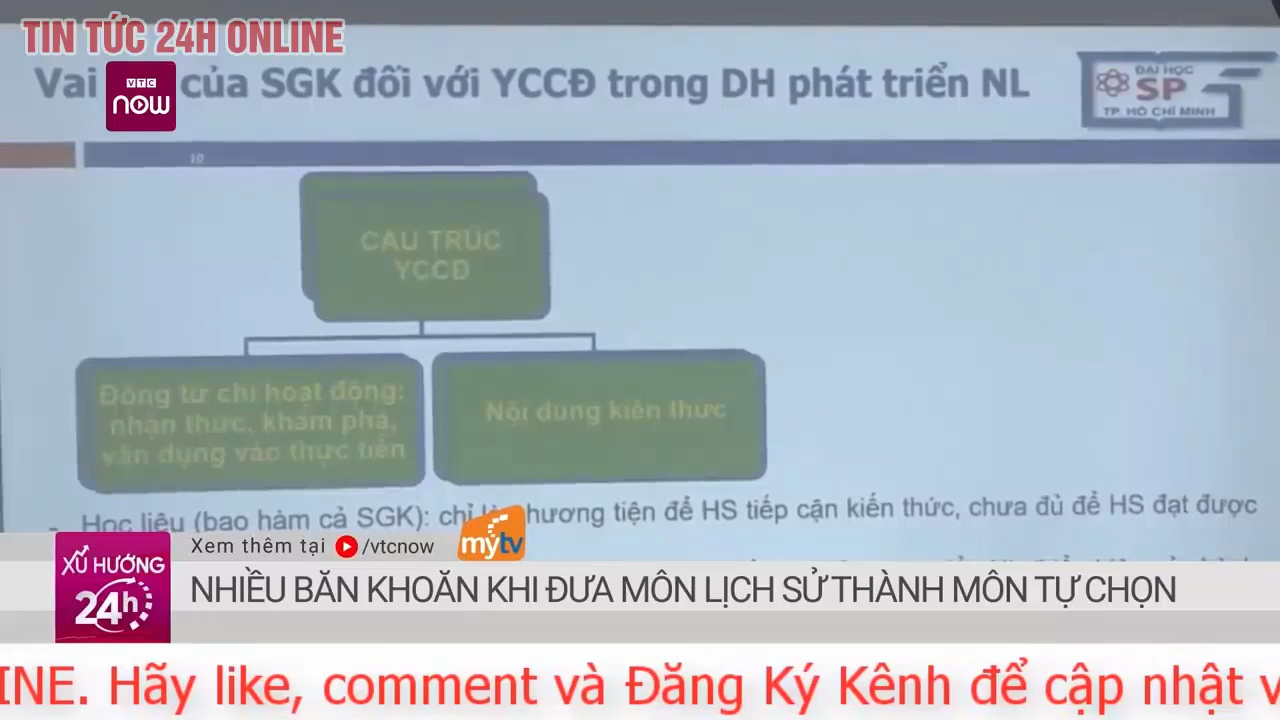 TIN TỨC 24H ONLINE
Vai của SGK đối với YCCĐ trong DH phát triển NL
VTC
now
ĐẠI HỌC
SP
TP. HỒ CHÍ MINH
10
CẤU TRÚC
YCCĐ
Động từ chỉ hoạt động:
nhận thức, khám phá,
vận dụng vào thực tiễn
Nội dung kiến thức
Học liệu (bao hàm cả SGK): chỉ hương tiện để HS tiếp cận kiến thức, chưa đủ để HS đạt được
Xem thêm tại /vtcnow
mytv
XU HƯỚNG
24h
NHIỀU BĂN KHOĂN KHI ĐƯA MÔN LỊCH SỬ THÀNH MÔN TỰ CHỌN
INE. Hãy like, comment và Đăng Ký Kênh để cập nhật v